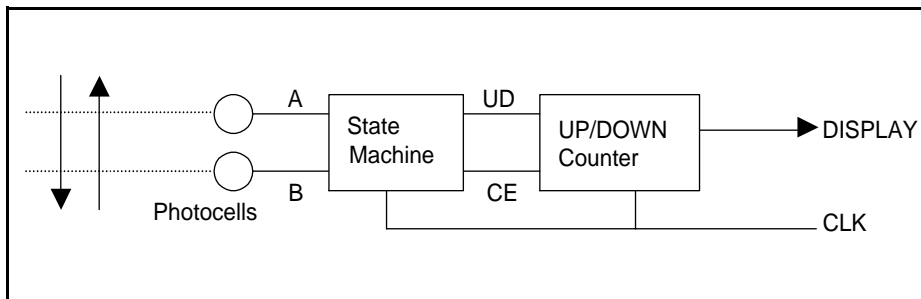 A
UD
State
Machine
UP/DOWN
Counter
DISPLAY
B
CE
Photocells
CLK